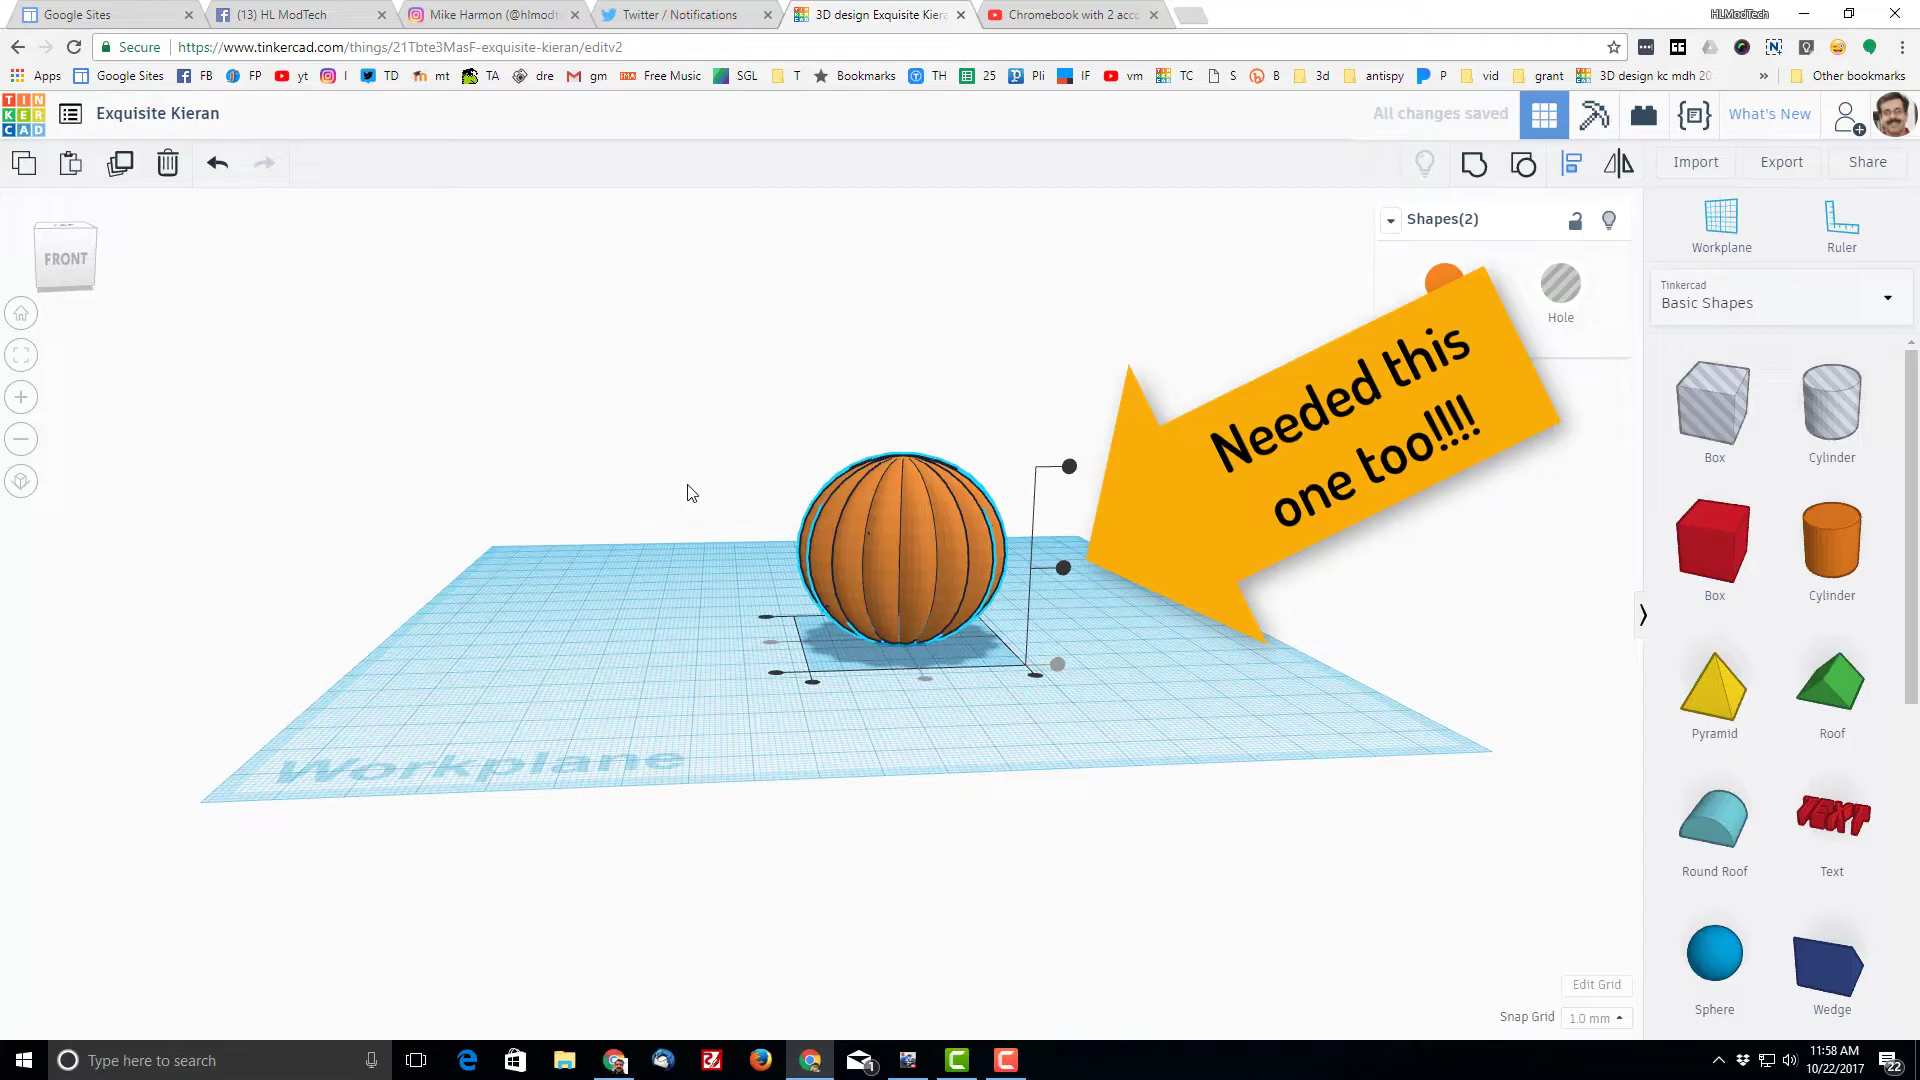 Google Sites
(13) HL ModTech
Mike Harmon (@hlmodt
Twitter / Notifications
3D design Exquisite Kiera
Chromebook with 2 acco
HLModTech
Secure
https://www.tinkercad.com/things/21Tbte3MasF-exquisite-kieran/editv2
Apps
Google Sites
FB
FP
yt
I
TD
mt
TA
dre
gm
Free Music
SGL
T
Bookmarks
TH
25
Pli
IF
vm
TC
S
B
3d
antispy
P
vid
grant
3D design kc mdh 20
»
Other bookmarks
TIN
KER
CAD
Exquisite Kieran
All changes saved
What's New
Import
Export
Share
FRONT
Shapes(2)
Hole
Workplane
Ruler
Tinkercad
Basic Shapes
Needed this
one too!!!!
Box
Cylinder
Box
Cylinder
Pyramid
Roof
TEXT
Round Roof
Text
Sphere
Wedge
Workplane
Edit Grid
Snap Grid
1.0 mm
Type here to search
1
11:58 AM
10/22/2017
22